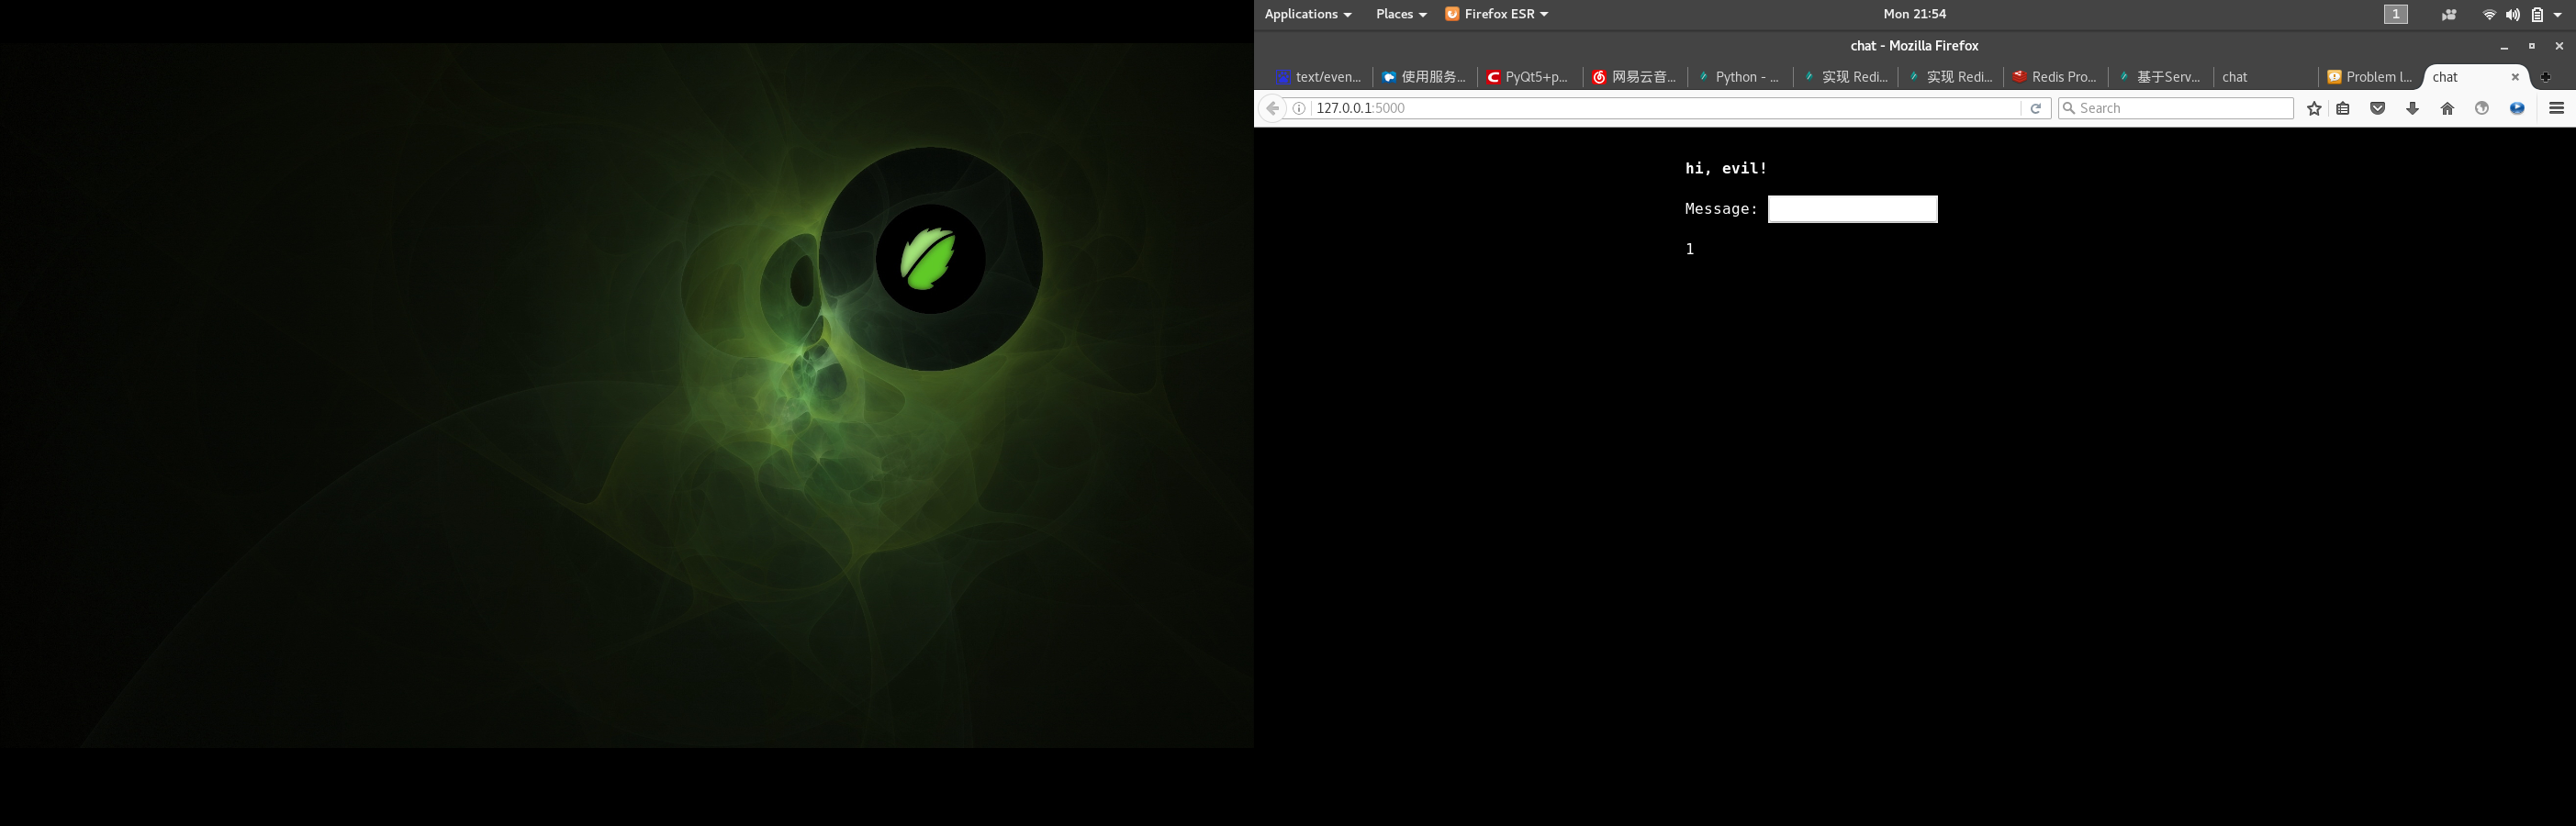 Applications Places Firefox ESR Mon 21:54 1
chat - Mozilla Firefox
text/even... 使用服务... PyQt5+p... 网易云音... Python - ... 实现 Redi... 实现 Redi... Redis Pro... 基于Serv... chat Problem l... chat
127.0.0.1:5000 Search
hi, evil!
Message:
1